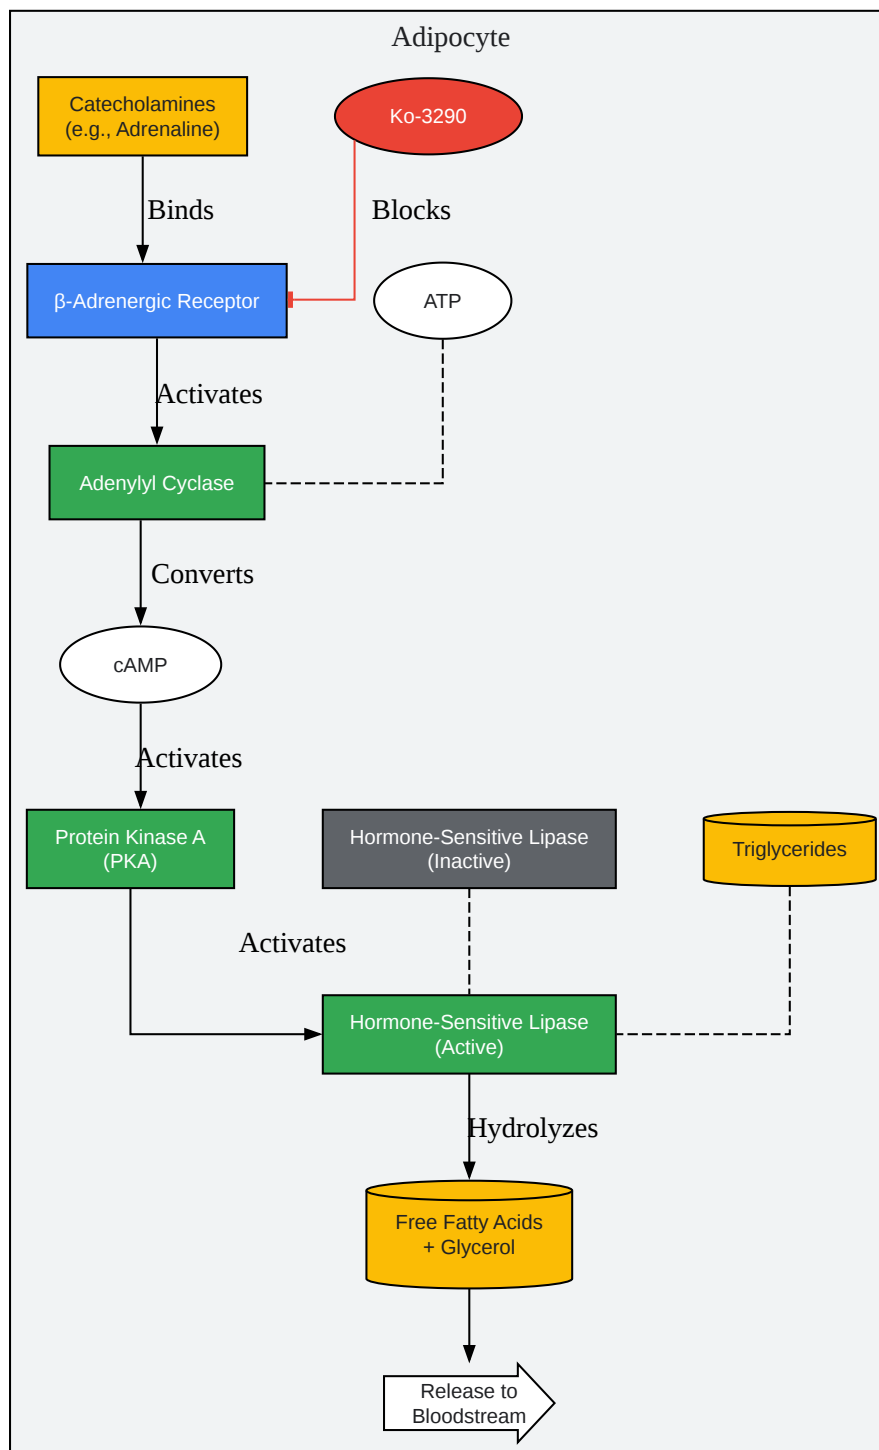 Adipocyte
Catecholamines
(e.g., Adrenaline)
Ko-3290
Binds
Blocks
β-Adrenergic Receptor
ATP
Activates
Adenylyl Cyclase
Converts
cAMP
Activates
Protein Kinase A
(PKA)
Hormone-Sensitive Lipase
(Inactive)
Triglycerides
Activates
Hormone-Sensitive Lipase
(Active)
Hydrolyzes
Free Fatty Acids
+ Glycerol
Release to
Bloodstream